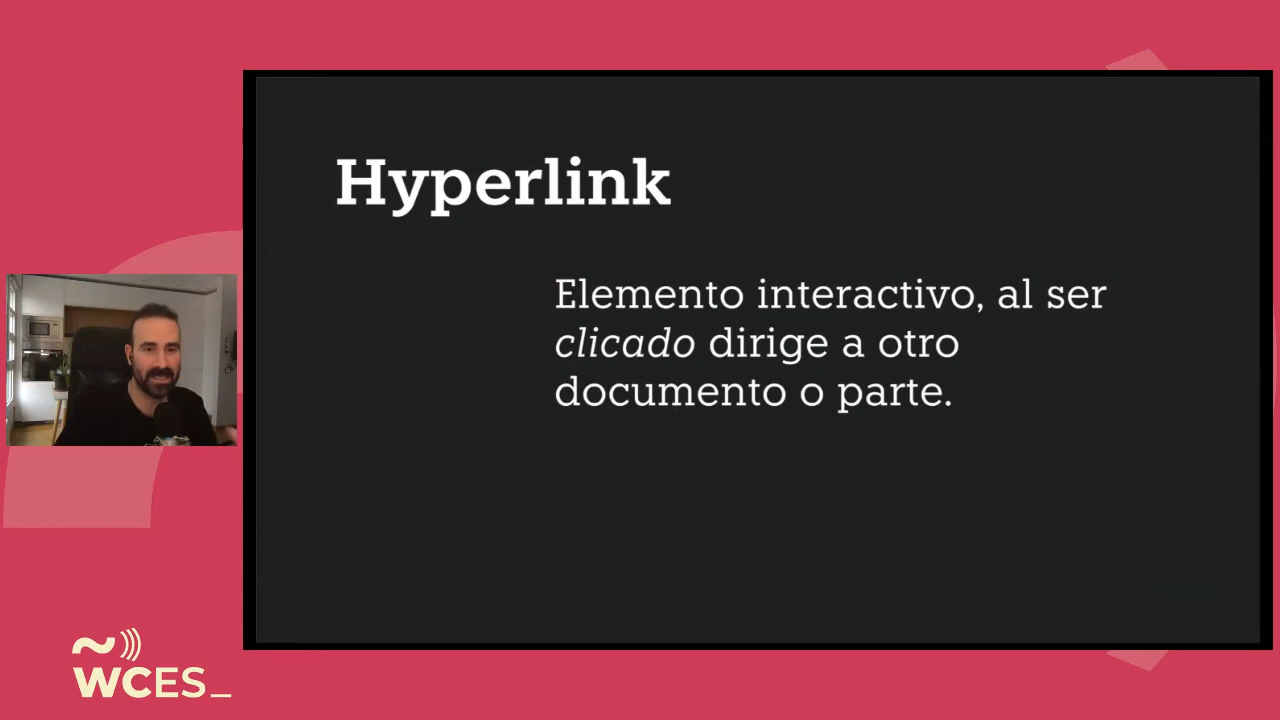 Hyperlink
Elemento interactivo, al ser
clicado dirige a otro
documento o parte.
WCES_